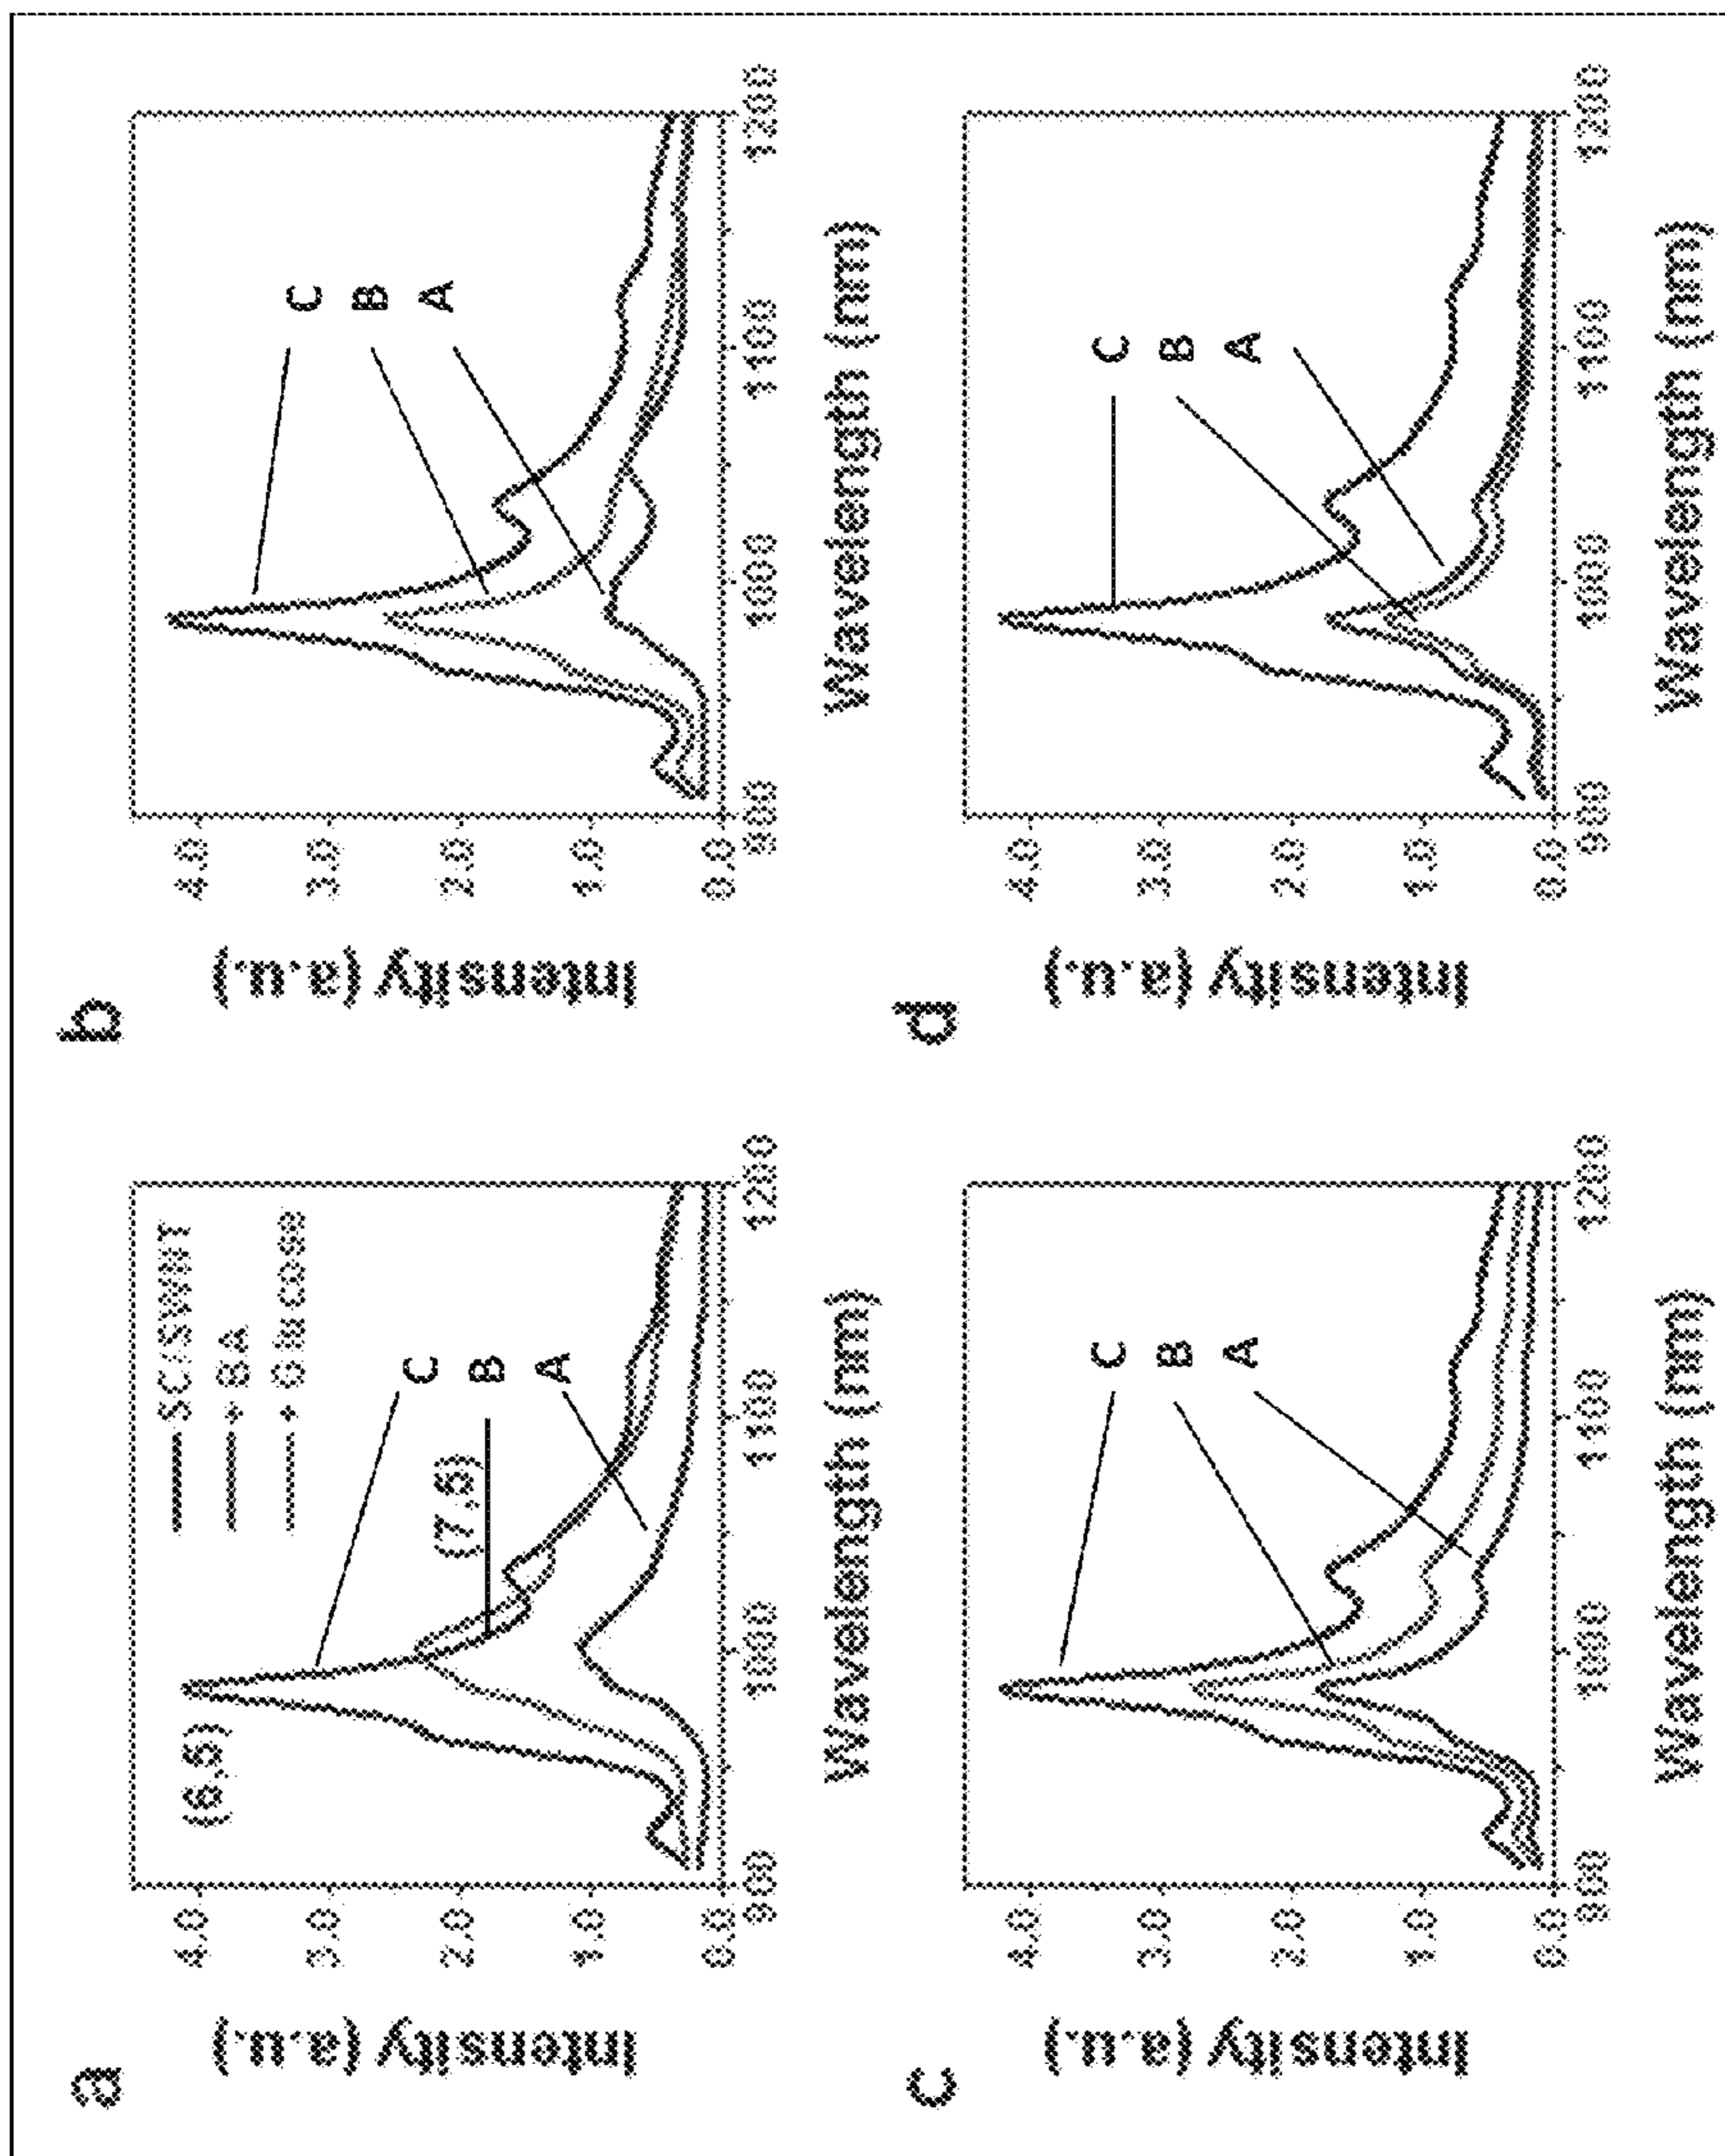 a
Intensity (a.u.)
4.0
3.0
2.0
1.0
0.0
900
1000
1100
1200
Wavelength (nm)
(6,5)
(7,5)
SC/SWNT
+ BA
+ Glucose
C
B
A
b
Intensity (a.u.)
4.0
3.0
2.0
1.0
0.0
900
1000
1100
1200
Wavelength (nm)
C
B
A
c
Intensity (a.u.)
4.0
3.0
2.0
1.0
0.0
900
1000
1100
1200
Wavelength (nm)
C
B
A
d
Intensity (a.u.)
4.0
3.0
2.0
1.0
0.0
900
1000
1100
1200
Wavelength (nm)
C
B
A